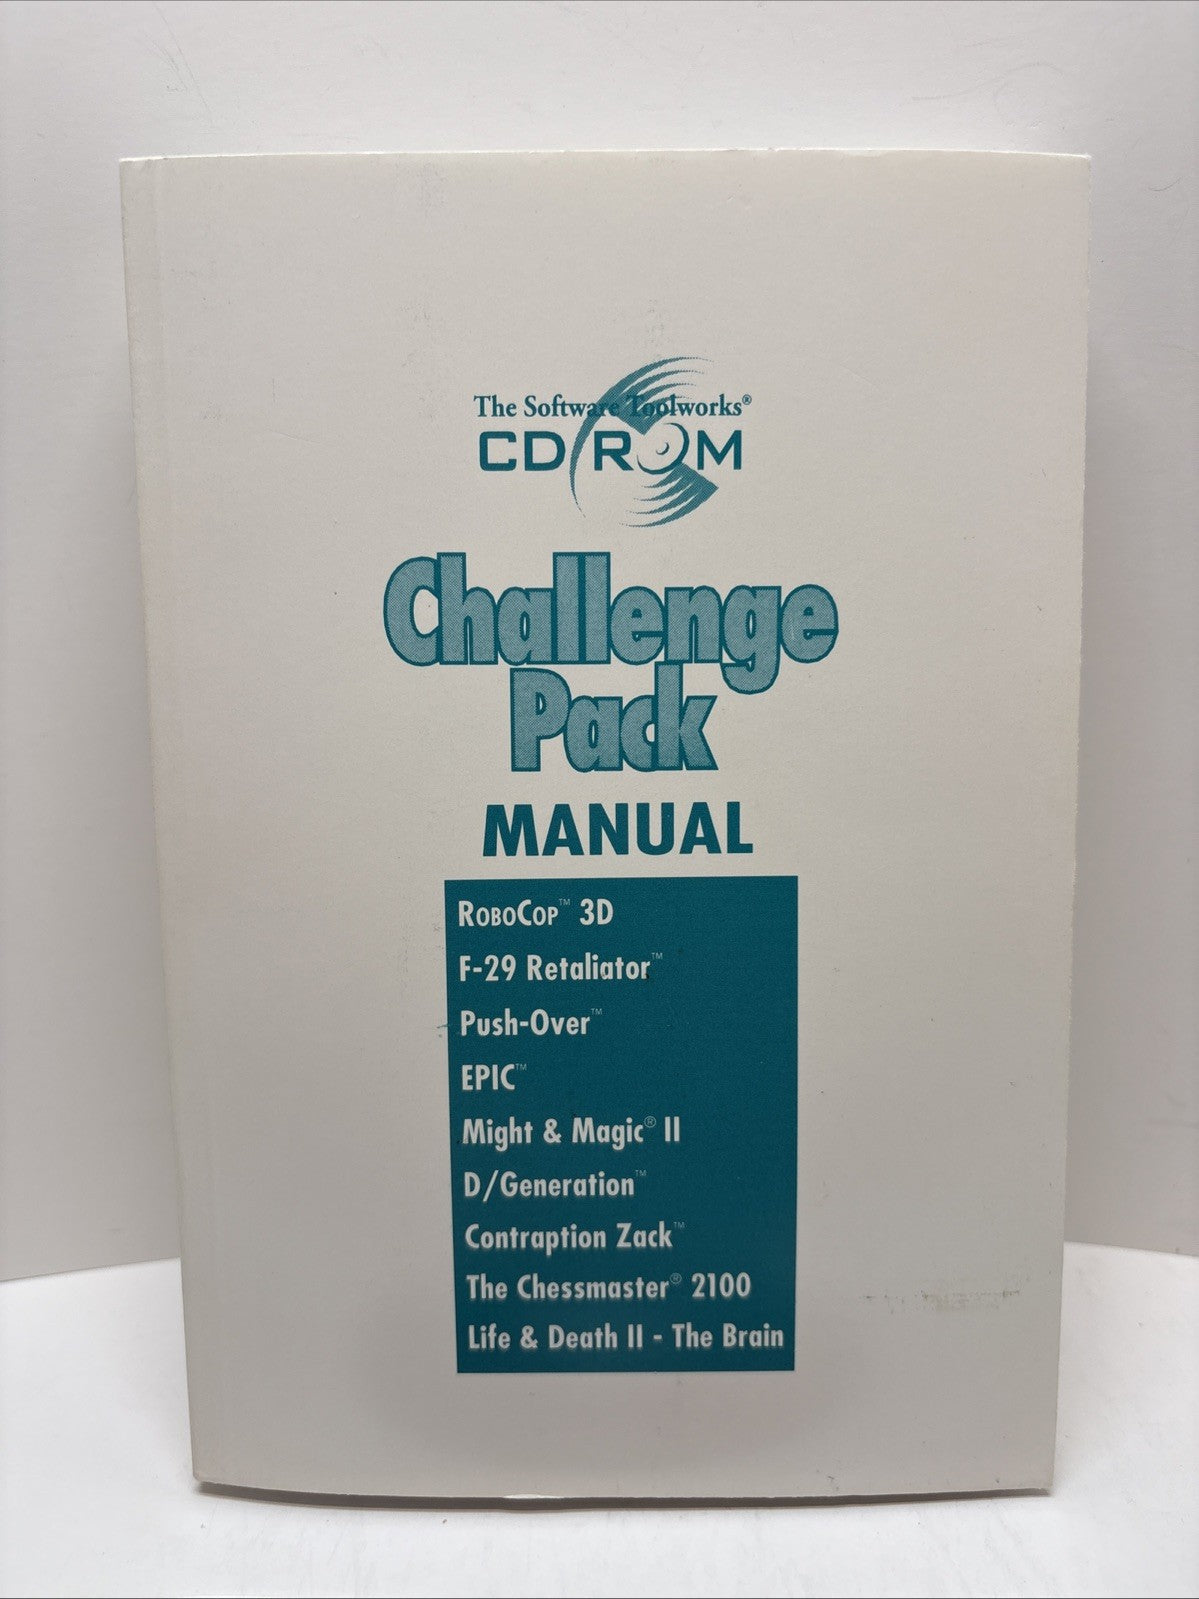 The Software Toolworks®
CD ROM
Challenge
Pack
MANUAL
ROBOCOP™ 3D
F-29 Retaliator™
Push-Over™
EPIC™
Might & Magic® II
D/Generation™
Contraption Zack™
The Chessmaster® 2100
Life & Death II - The Brain